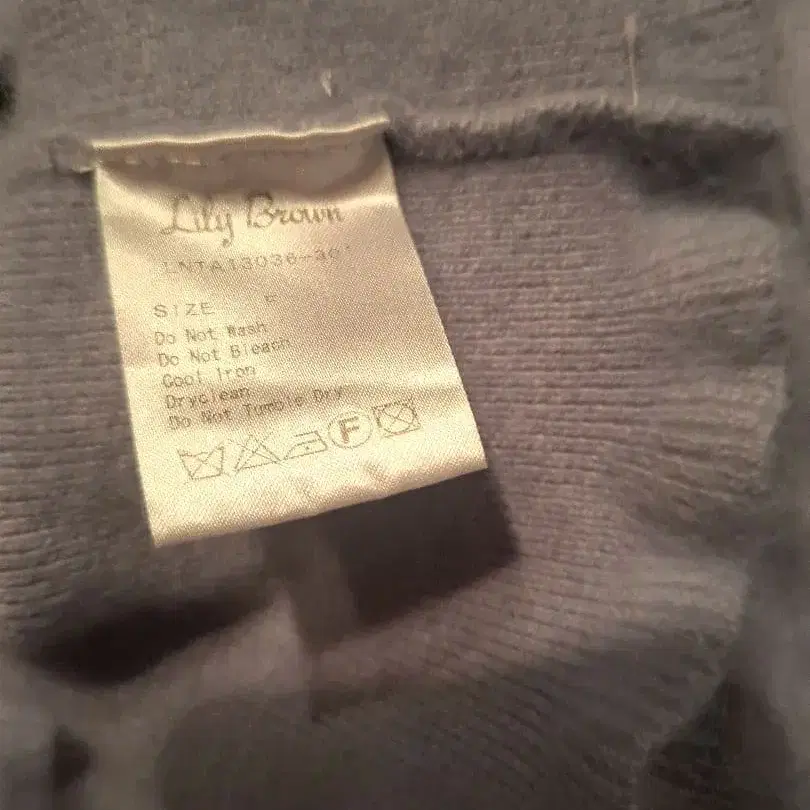 Lily Brown
SIZE F
Do Not Wash
Do Not Bleach
Cool Iron
Dryclean
Do Not Tumble Dry
F